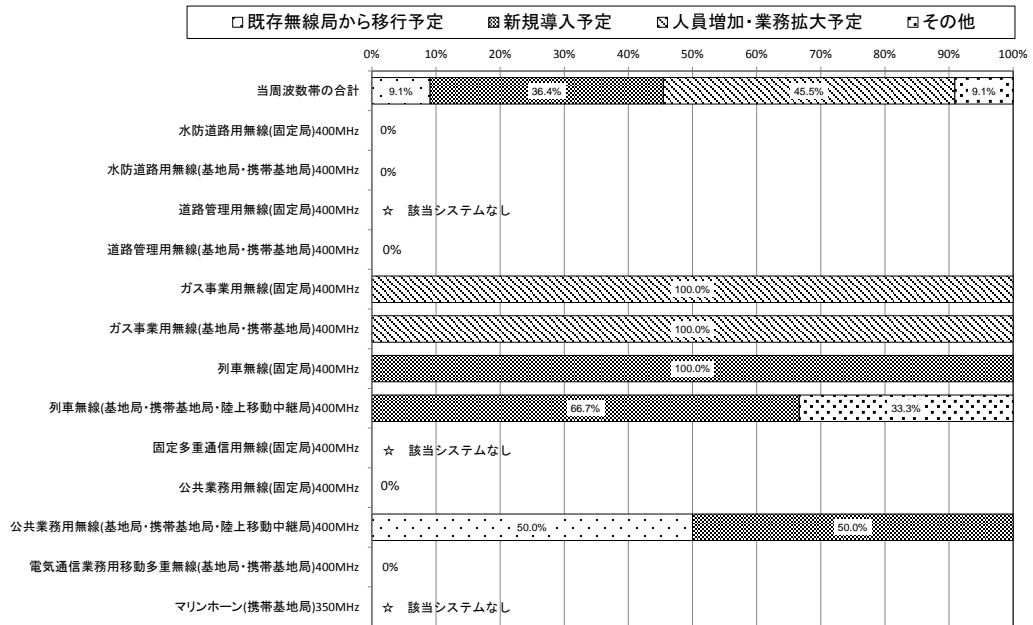 既存無線局から移行予定 新規導入予定 人員増加・業務拡大予定 その他
0% 10% 20% 30% 40% 50% 60% 70% 80% 90% 100%
当周波数帯の合計 9.1% 36.4% 45.5% 9.1%
水防道路用無線(固定局)400MHz 0%
水防道路用無線(基地局・携帯基地局)400MHz 0%
道路管理用無線(固定局)400MHz ☆ 該当システムなし
道路管理用無線(基地局・携帯基地局)400MHz 0%
ガス事業用無線(固定局)400MHz 100.0%
ガス事業用無線(基地局・携帯基地局)400MHz 100.0%
列車無線(固定局)400MHz 100.0%
列車無線(基地局・携帯基地局・陸上移動中継局)400MHz 66.7% 33.3%
固定多重通信用無線(固定局)400MHz ☆ 該当システムなし
公共業務用無線(固定局)400MHz 0%
公共業務用無線(基地局・携帯基地局・陸上移動中継局)400MHz 50.0% 50.0%
電気通信業務用移動多重無線(基地局・携帯基地局)400MHz 0%
マリンホーン(携帯基地局)350MHz ☆ 該当システムなし